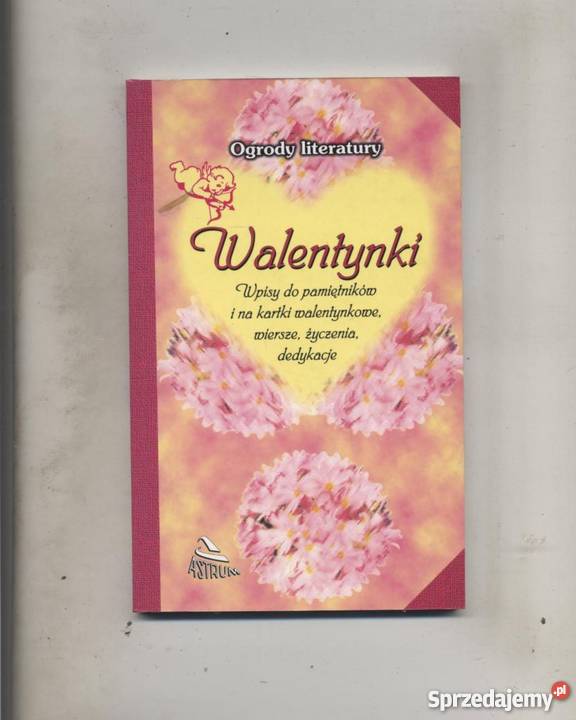 Ogrody literatury
Walentynki
Wpisy do pamiętników
i na kartki walentynkowe,
wiersze, życzenia,
dedykacje
ASTRUM
Sprzedajemy.pl